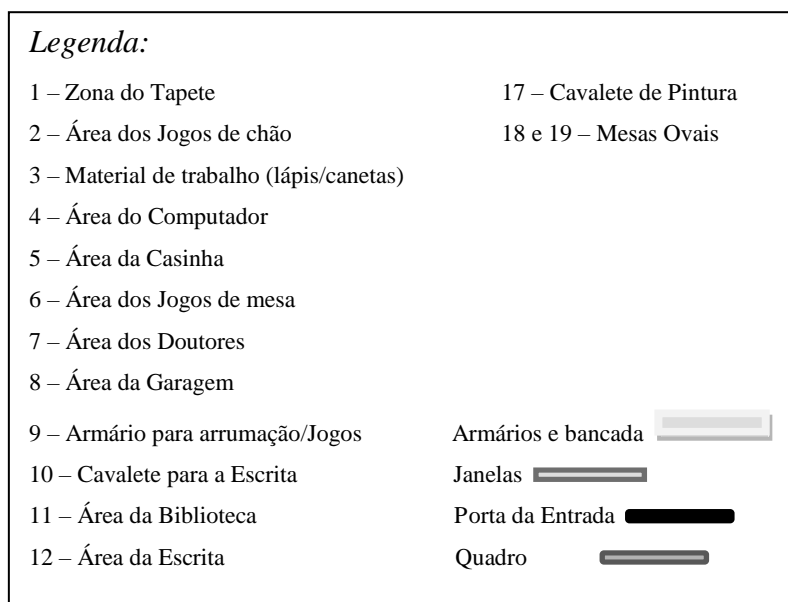 Legenda:
1 – Zona do Tapete
17 – Cavalete de Pintura
2 – Área dos Jogos de chão
18 e 19 – Mesas Ovais
3 – Material de trabalho (lápis/canetas)
4 – Área do Computador
5 – Área da Casinha
6 – Área dos Jogos de mesa
7 – Área dos Doutores
8 – Área da Garagem
9 – Armário para arrumação/Jogos
Armários e bancada
10 – Cavalete para a Escrita
Janelas
11 – Área da Biblioteca
Porta da Entrada
12 – Área da Escrita
Quadro